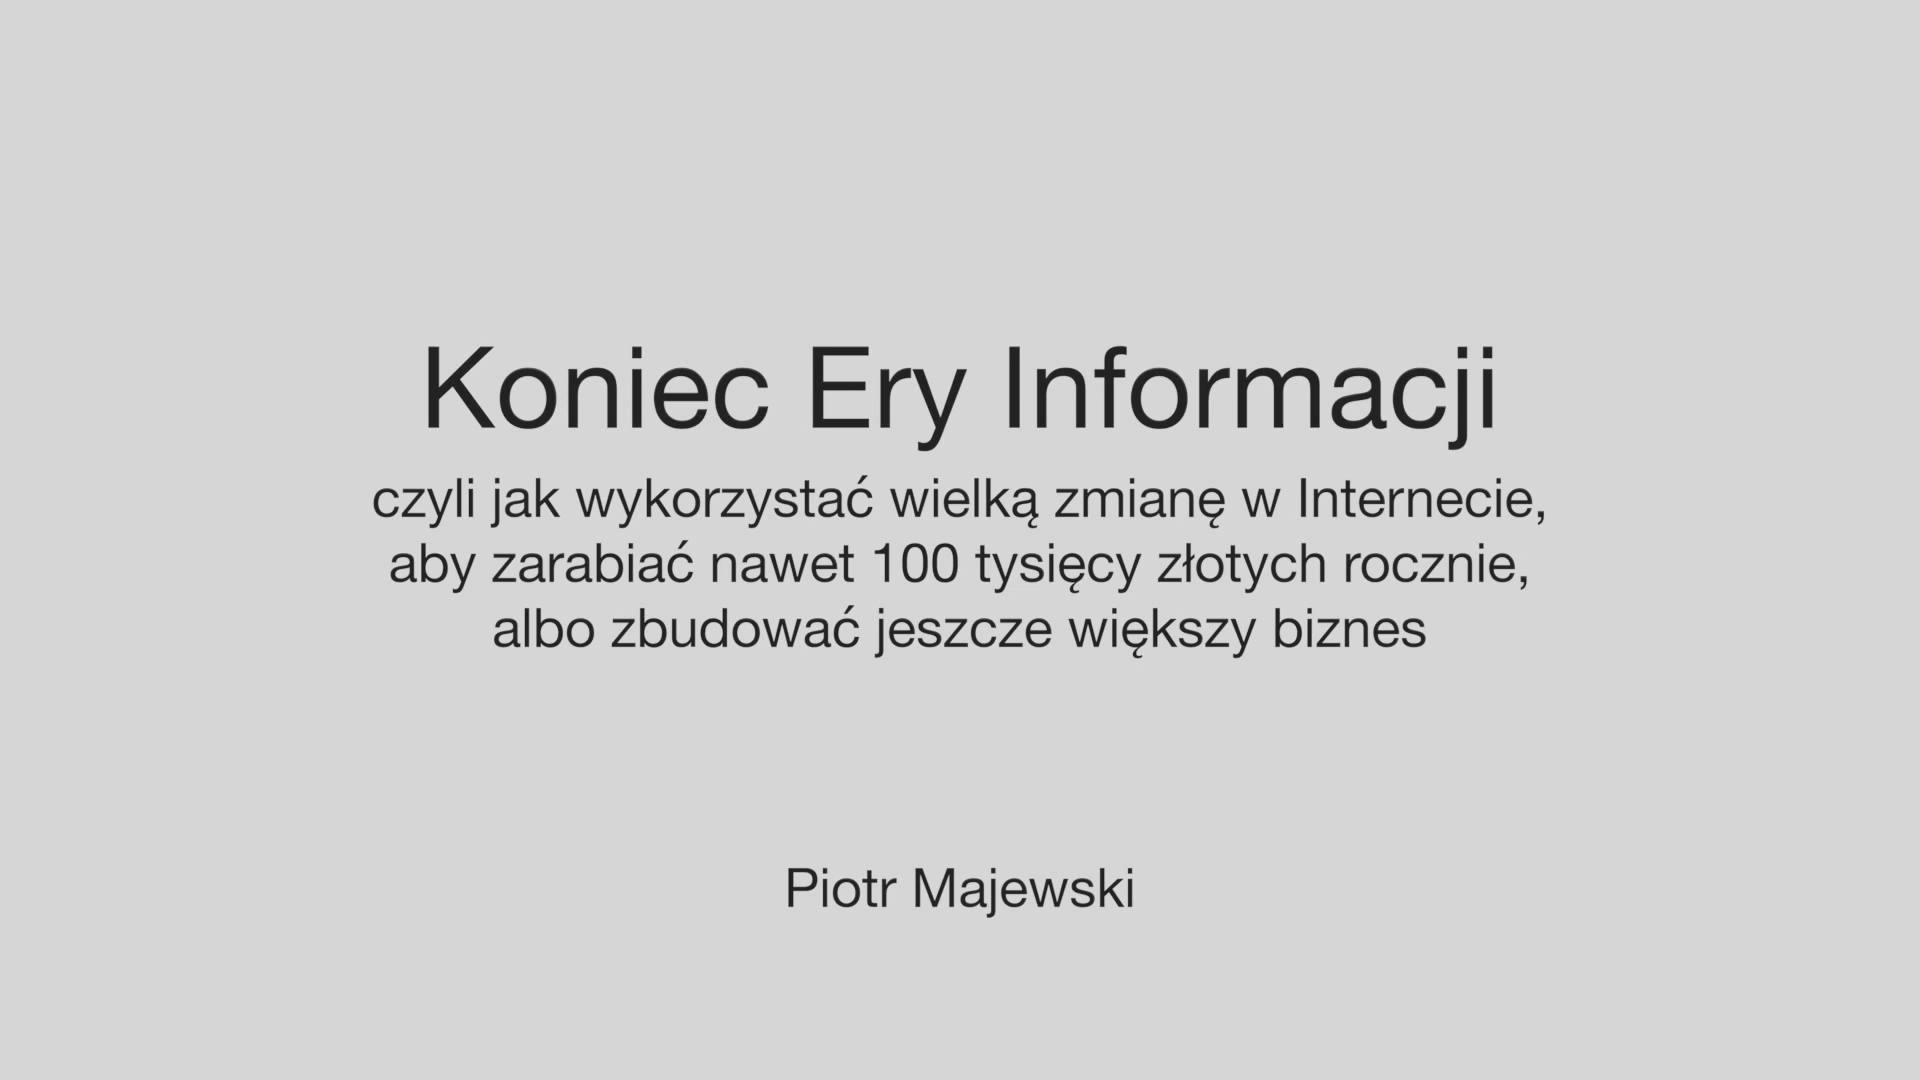 Koniec Ery Informacji
czyli jak wykorzystać wielką zmianę w Internecie,
aby zarabiać nawet 100 tysięcy złotych rocznie,
albo zbudować jeszcze większy biznes
Piotr Majewski